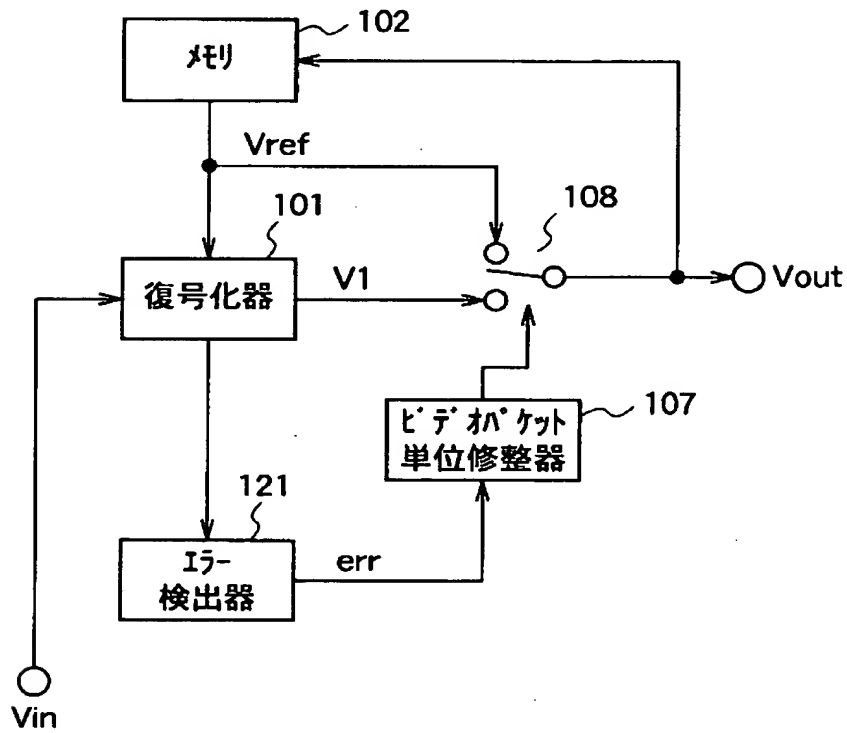 102
ﾒﾓﾘ
Vref
101
108
復号化器
V1
Vout
ﾋﾞﾃﾞｵﾊﾟｹｯﾄ
単位修整器
107
121
ｴﾗｰ
検出器
err
Vin